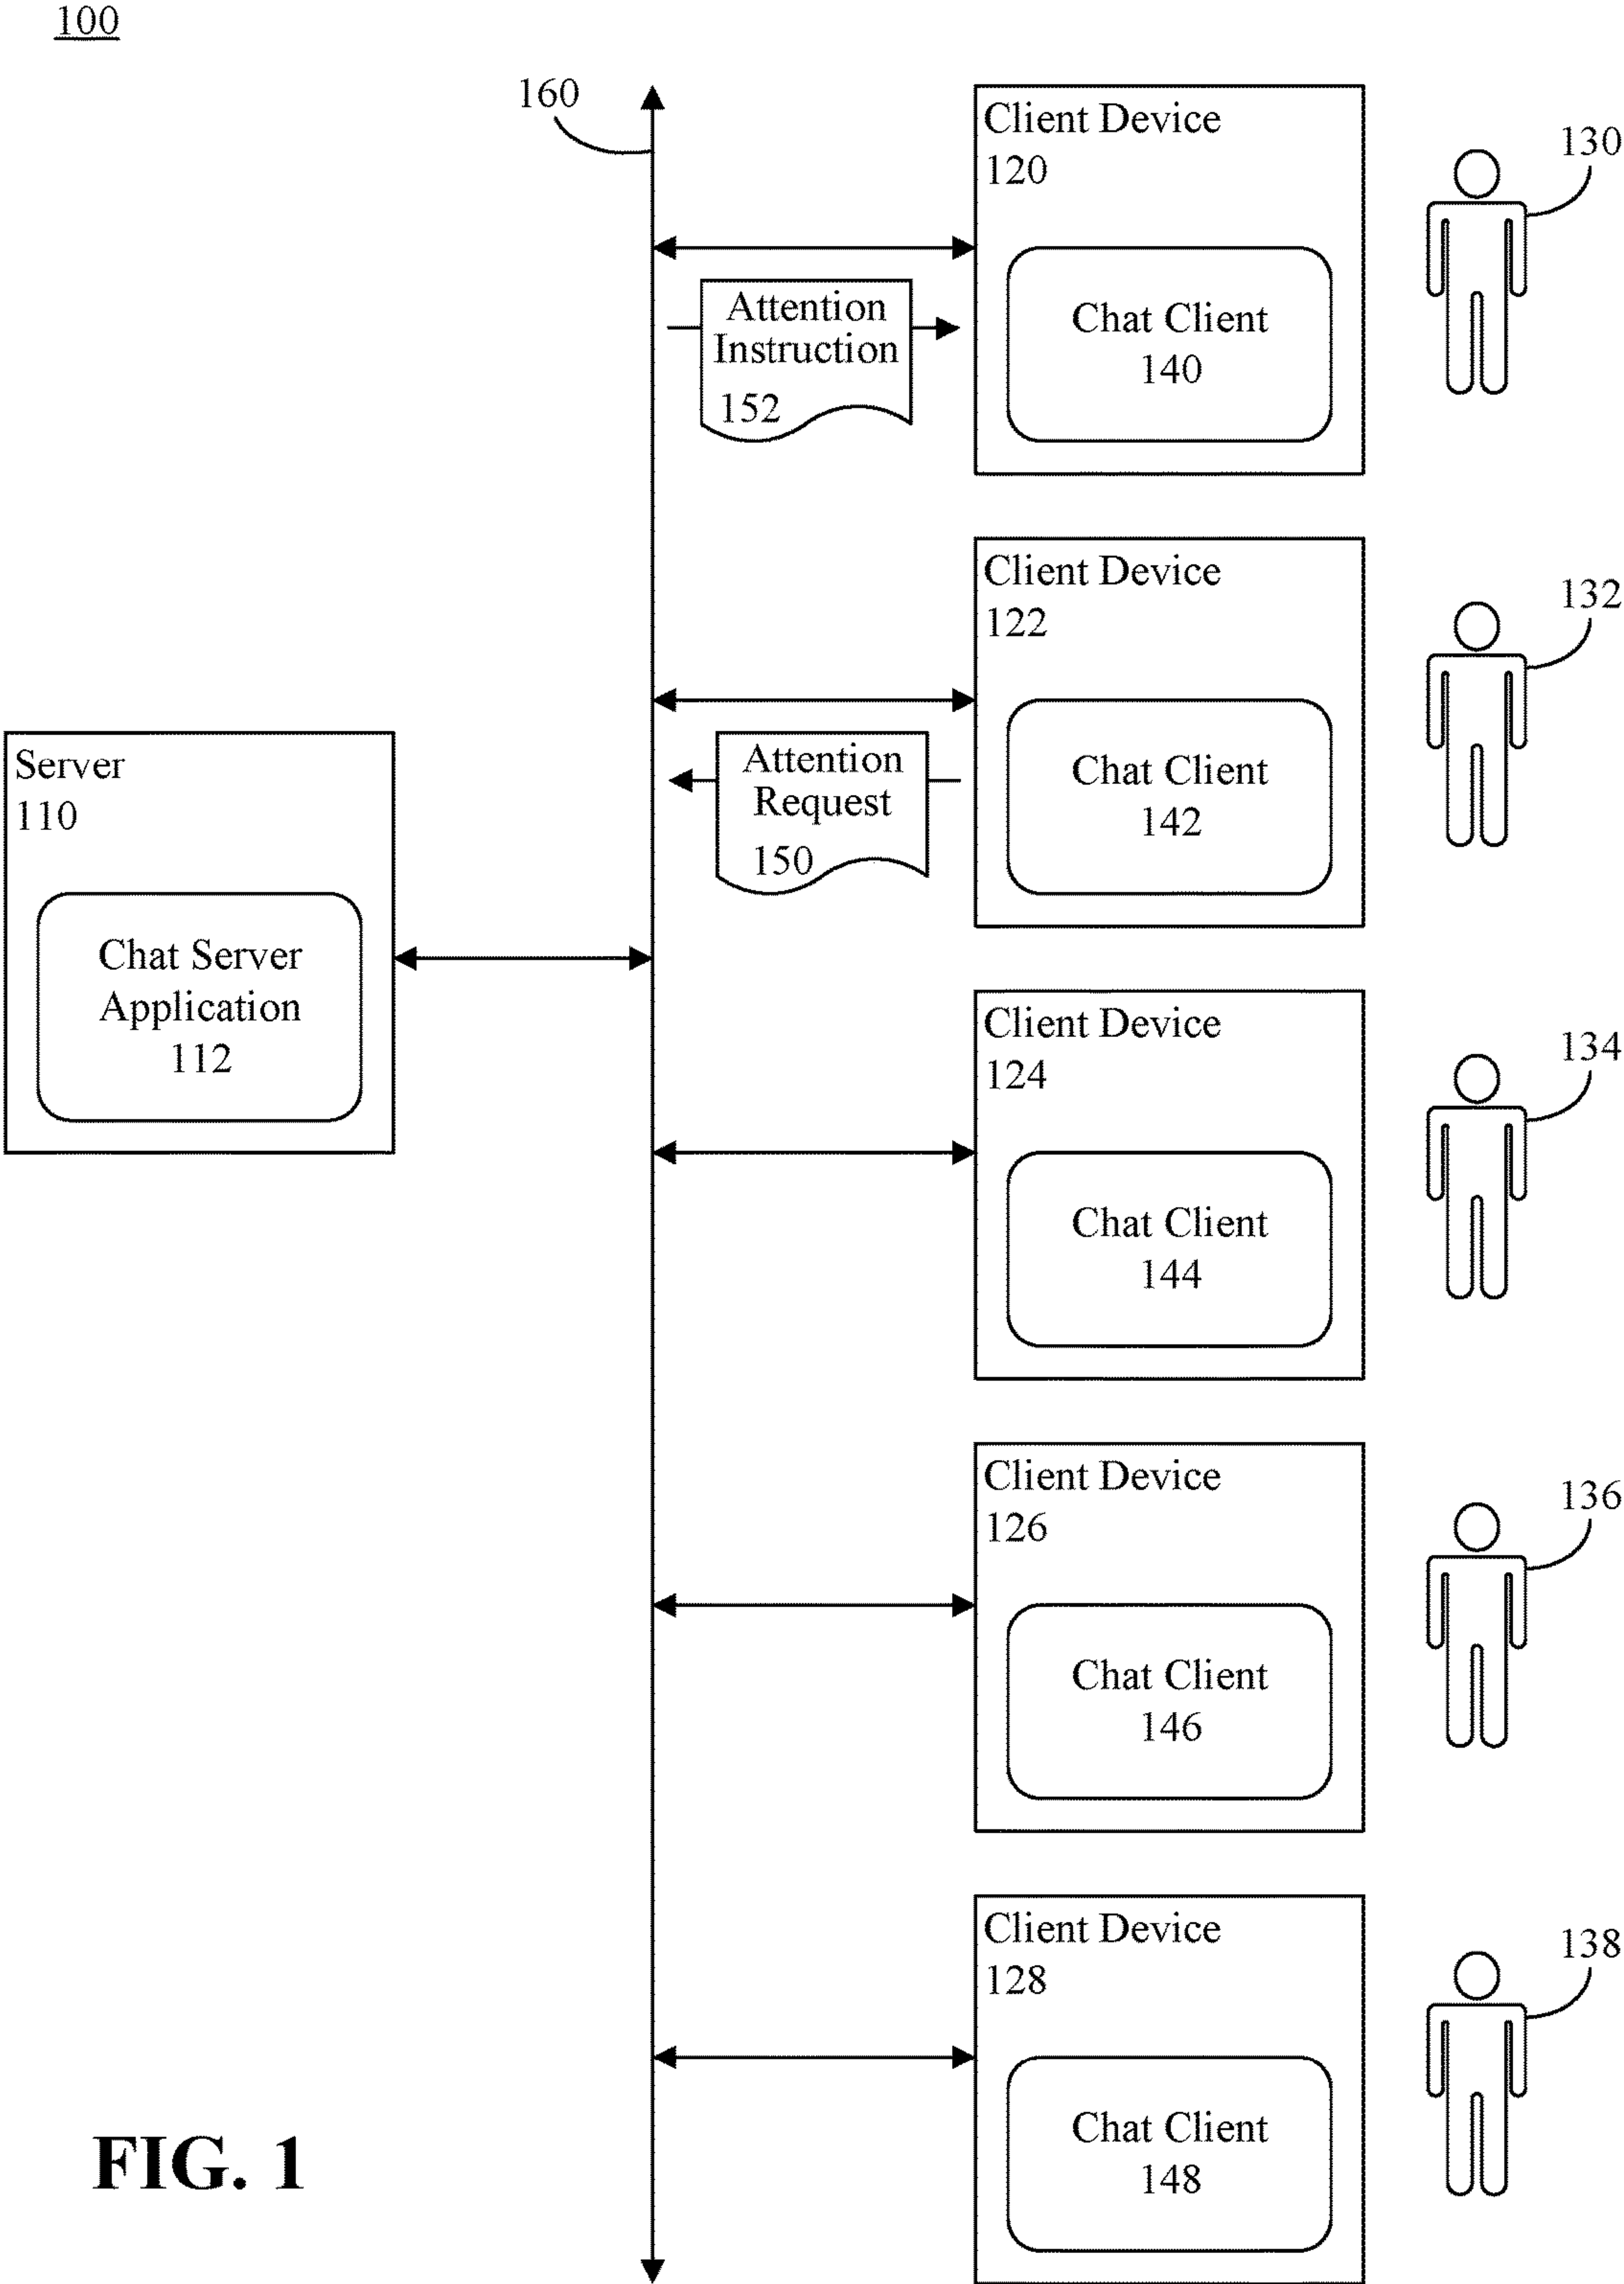 100
160
Client Device
120
130
Attention
Instruction
152
Chat Client
140
Client Device
122
132
Server
110
Attention
Request
150
Chat Client
142
Chat Server
Application
112
Client Device
124
134
Chat Client
144
Client Device
126
136
Chat Client
146
Client Device
128
138
Chat Client
148
FIG. 1